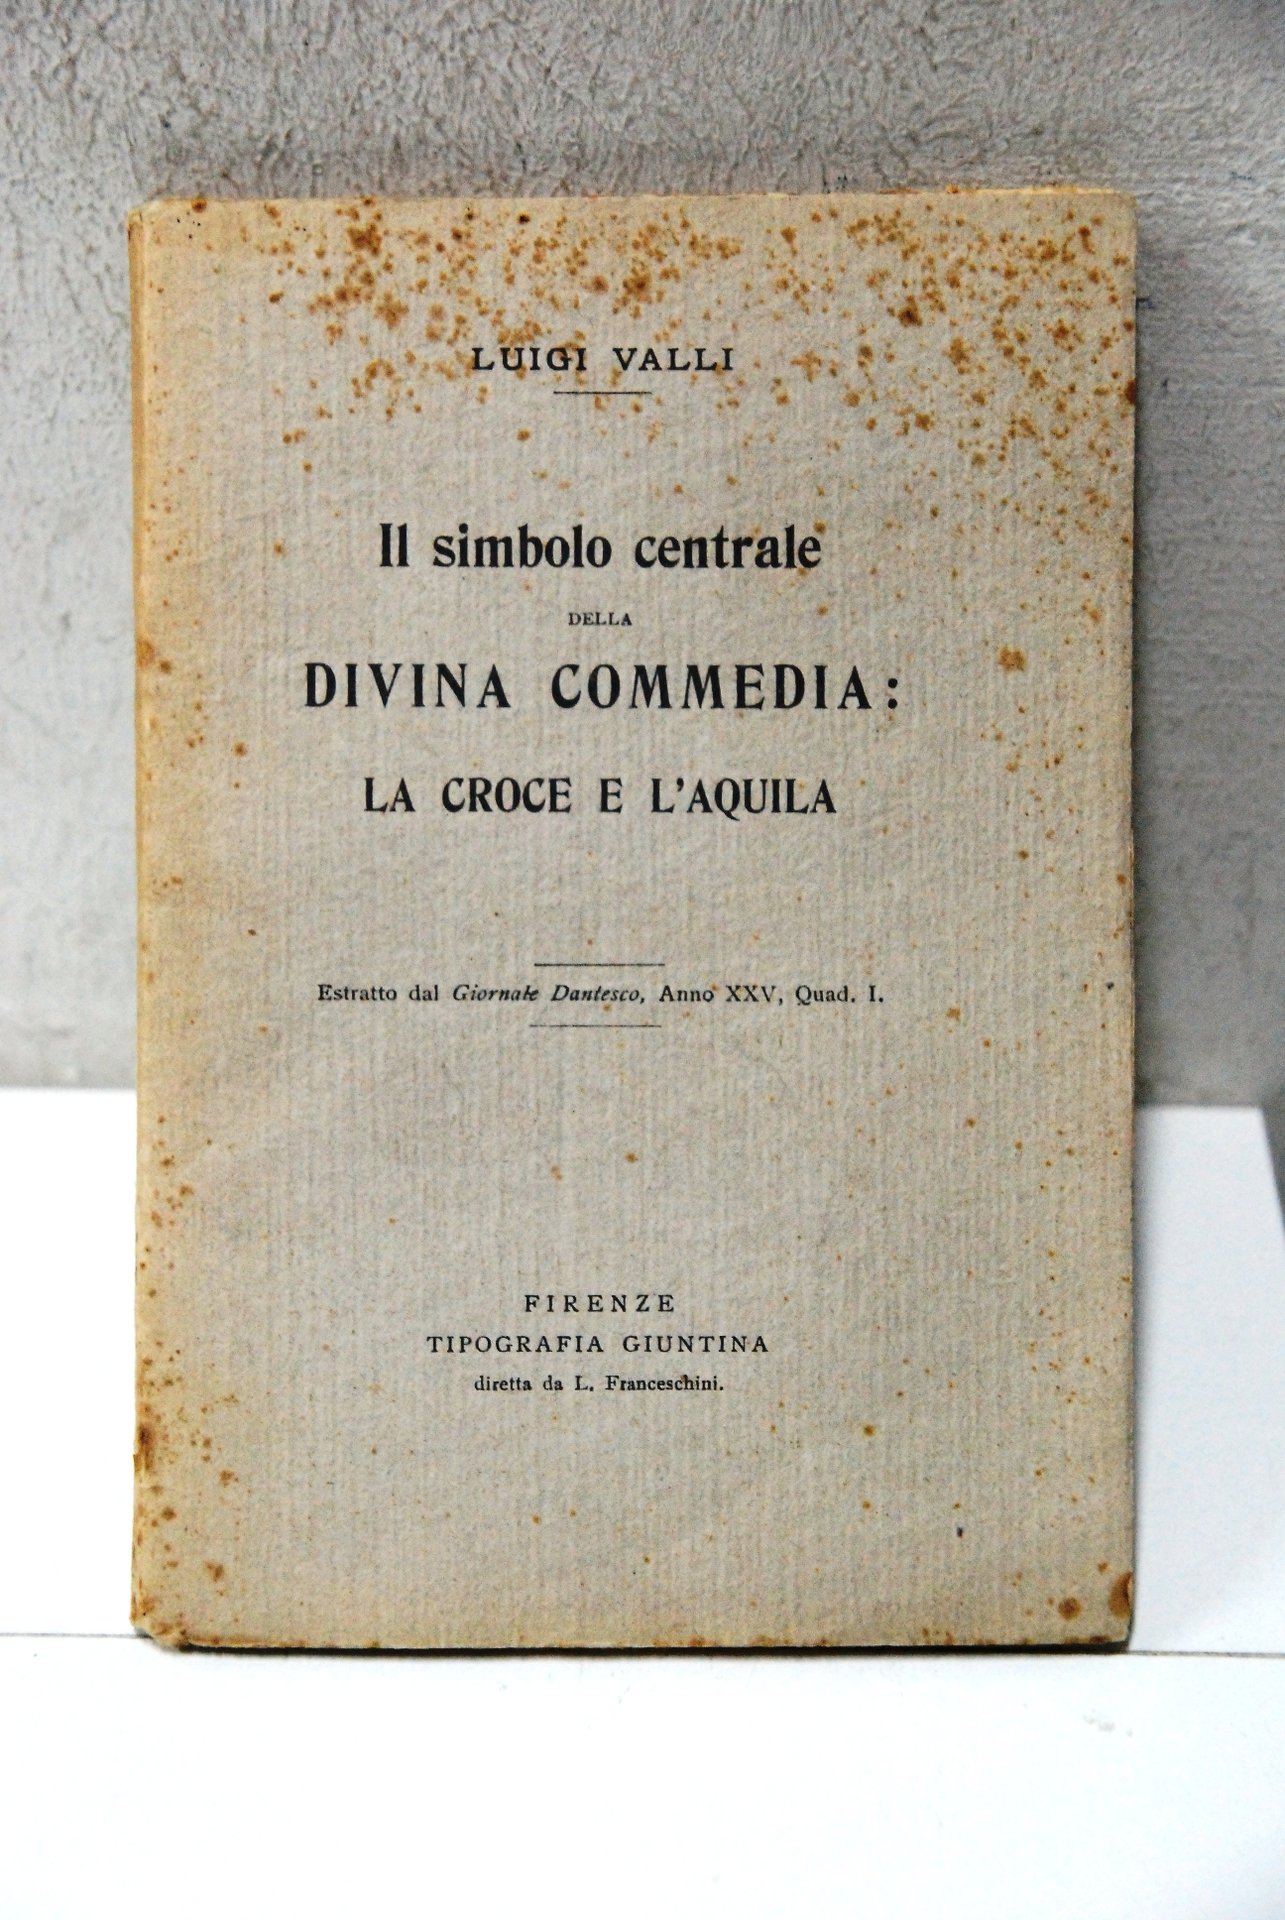 LUIGI VALLI
Il simbolo centrale
DELLA
DIVINA COMMEDIA:
LA CROCE E L'AQUILA
Estratto dal Giornale Dantesco, Anno XXV, Quad. I.
FIRENZE
TIPOGRAFIA GIUNTINA
diretta da L. Franceschini.